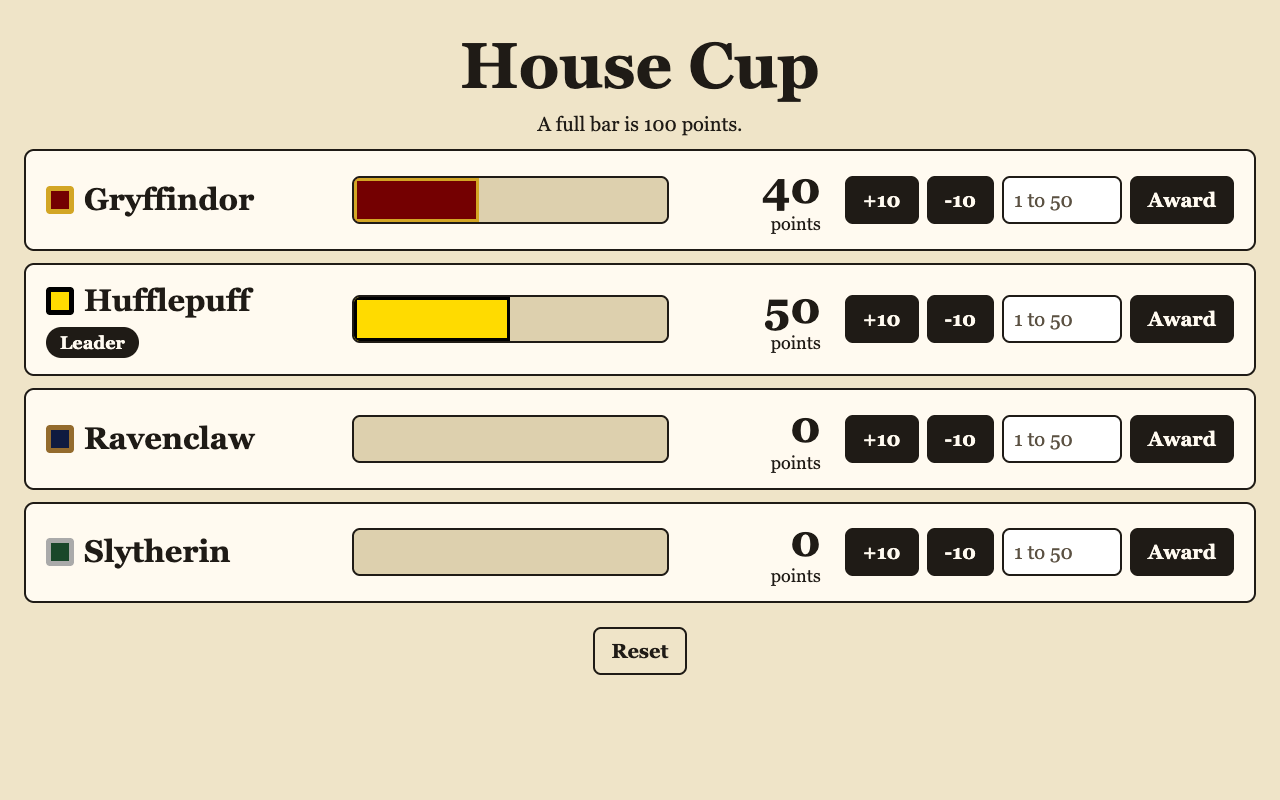 House Cup
A full bar is 100 points.
Gryffindor
40
points
+10
-10
1 to 50
Award
Hufflepuff
Leader
50
points
+10
-10
1 to 50
Award
Ravenclaw
0
points
+10
-10
1 to 50
Award
Slytherin
0
points
+10
-10
1 to 50
Award
Reset